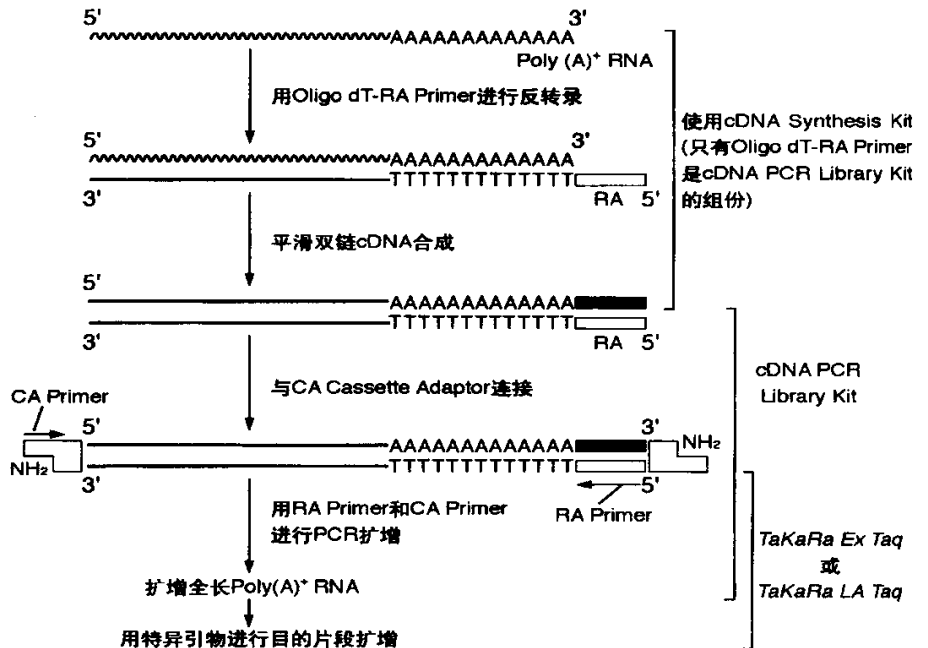 5' 3'
AAAAAAAAAAAAA
Poly (A)⁺ RNA
用Oligo dT-RA Primer进行反转录
使用cDNA Synthesis Kit
(只有Oligo dT-RA Primer
是cDNA PCR Library Kit
的组份)
5' 3'
AAAAAAAAAAAAA
TTTTTTTTTTTTT
3' RA 5'
平滑双链cDNA合成
5'
AAAAAAAAAAAAA
TTTTTTTTTTTTT
3' RA 5'
cDNA PCR
Library Kit
与CA Cassette Adaptor连接
CA Primer
5' 3'
AAAAAAAAAAAAA NH₂
NH₂ TTTTTTTTTTTTT
3' 5'
RA Primer
用RA Primer和CA Primer
进行PCR扩增
TaKaRa Ex Taq
或
TaKaRa LA Taq
扩增全长Poly(A)⁺ RNA
用特异引物进行目的片段扩增